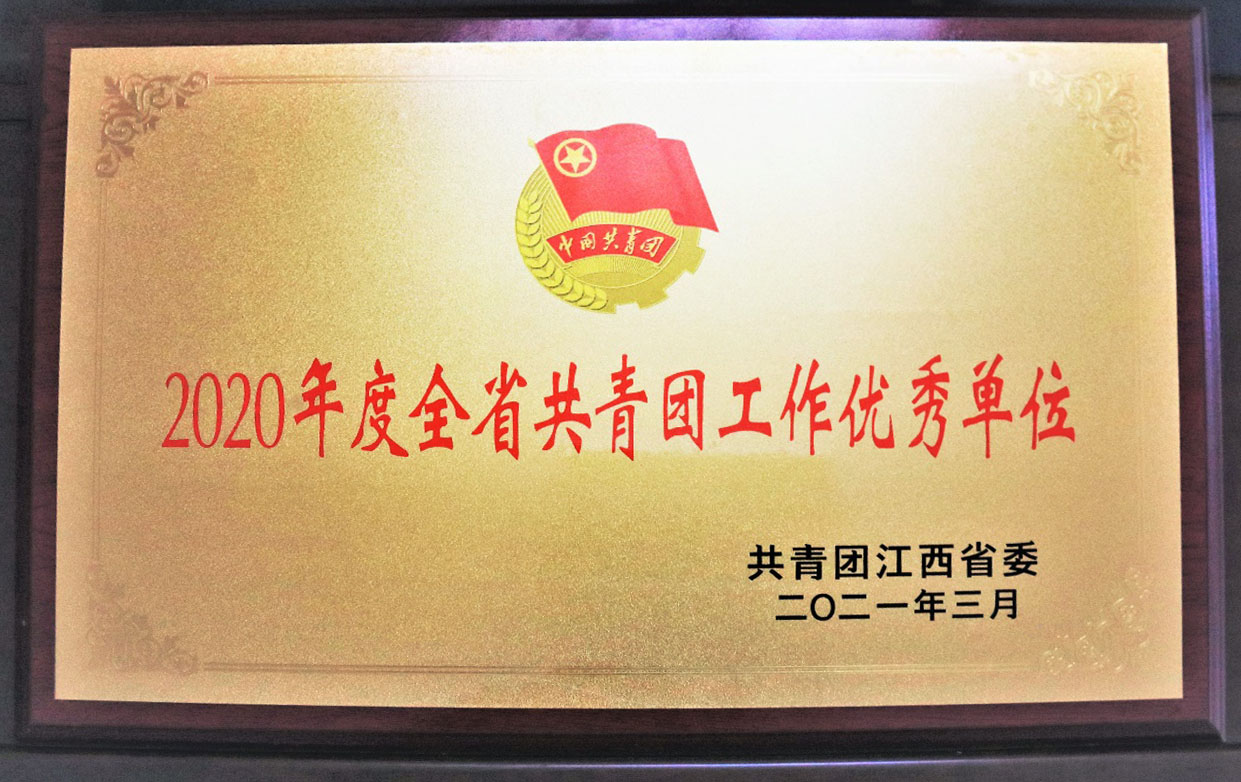 中国共青团
2020年度全省共青团工作优秀单位
共青团江西省委
二〇二一年三月